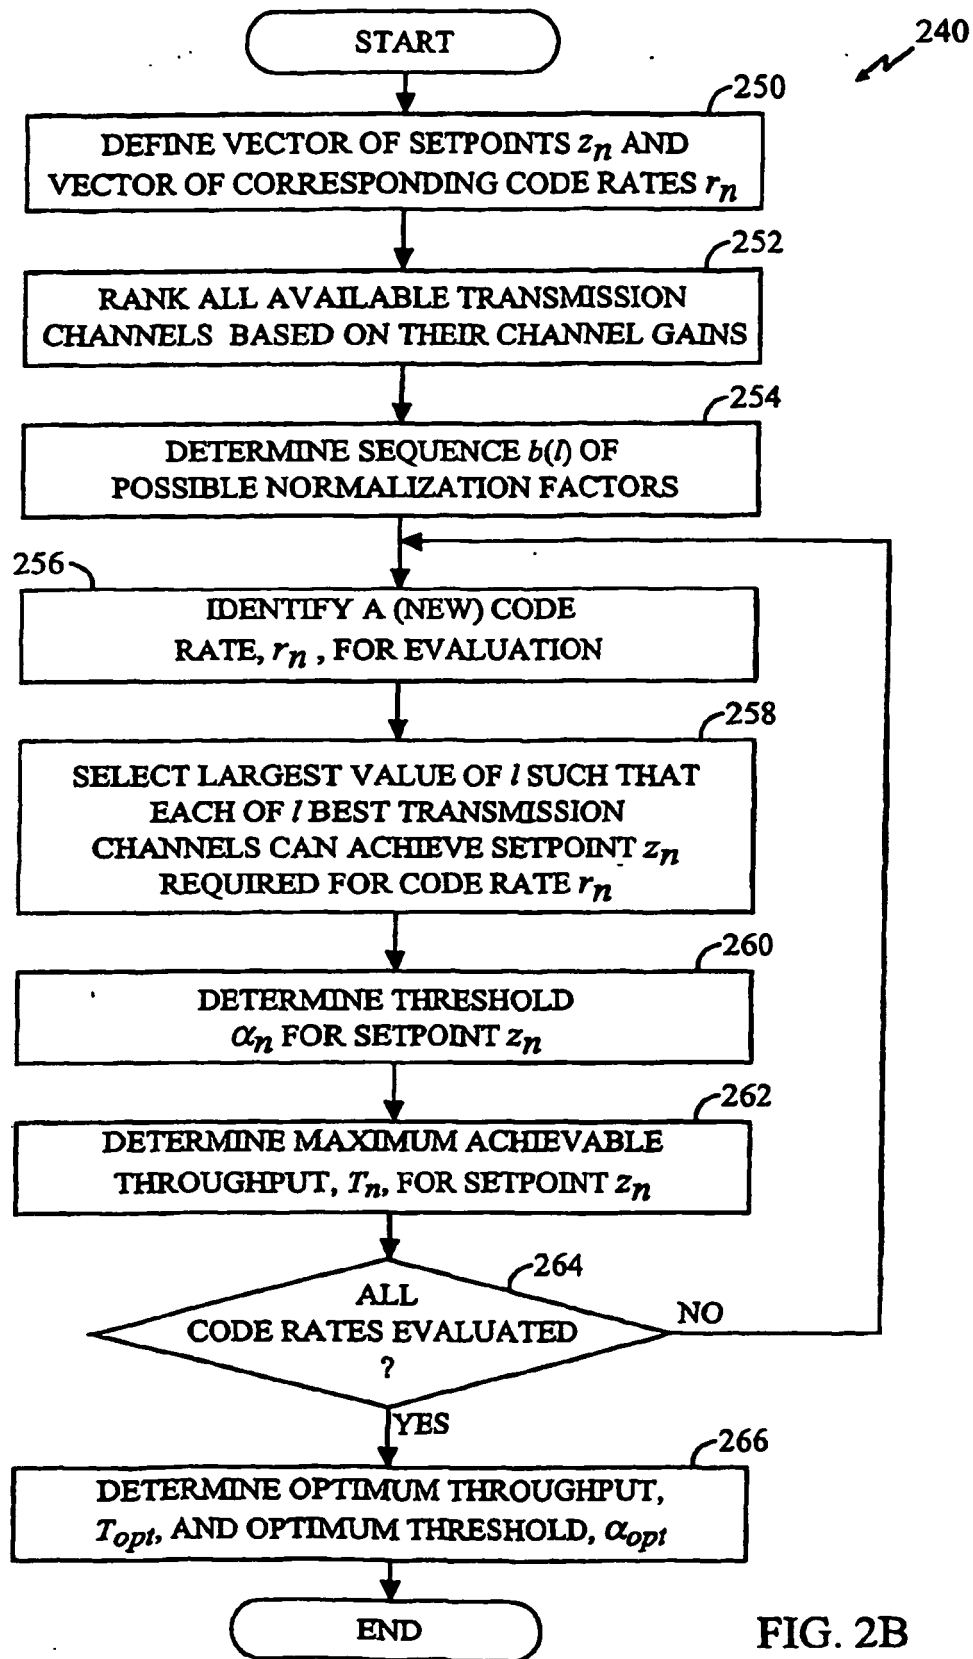 START
240
250
DEFINE VECTOR OF SETPOINTS zn AND
VECTOR OF CORRESPONDING CODE RATES rn
252
RANK ALL AVAILABLE TRANSMISSION
CHANNELS BASED ON THEIR CHANNEL GAINS
254
DETERMINE SEQUENCE b(l) OF
POSSIBLE NORMALIZATION FACTORS
256
IDENTIFY A (NEW) CODE
RATE, rn , FOR EVALUATION
258
SELECT LARGEST VALUE OF l SUCH THAT
EACH OF l BEST TRANSMISSION
CHANNELS CAN ACHIEVE SETPOINT zn
REQUIRED FOR CODE RATE rn
260
DETERMINE THRESHOLD
αn FOR SETPOINT zn
262
DETERMINE MAXIMUM ACHIEVABLE
THROUGHPUT, Tn, FOR SETPOINT zn
264
ALL
CODE RATES EVALUATED
?
NO
YES
266
DETERMINE OPTIMUM THROUGHPUT,
Topt, AND OPTIMUM THRESHOLD, αopt
END
FIG. 2B